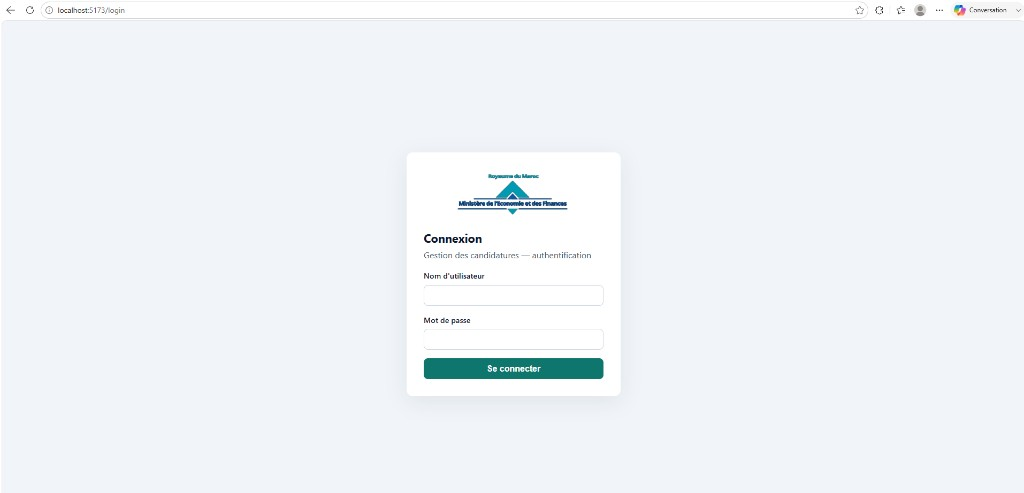 localhost:5173/login
Conversation
Royaume du Maroc
Ministère de l'Economie et des Finances
Connexion
Gestion des candidatures — authentification
Nom d'utilisateur
Mot de passe
Se connecter